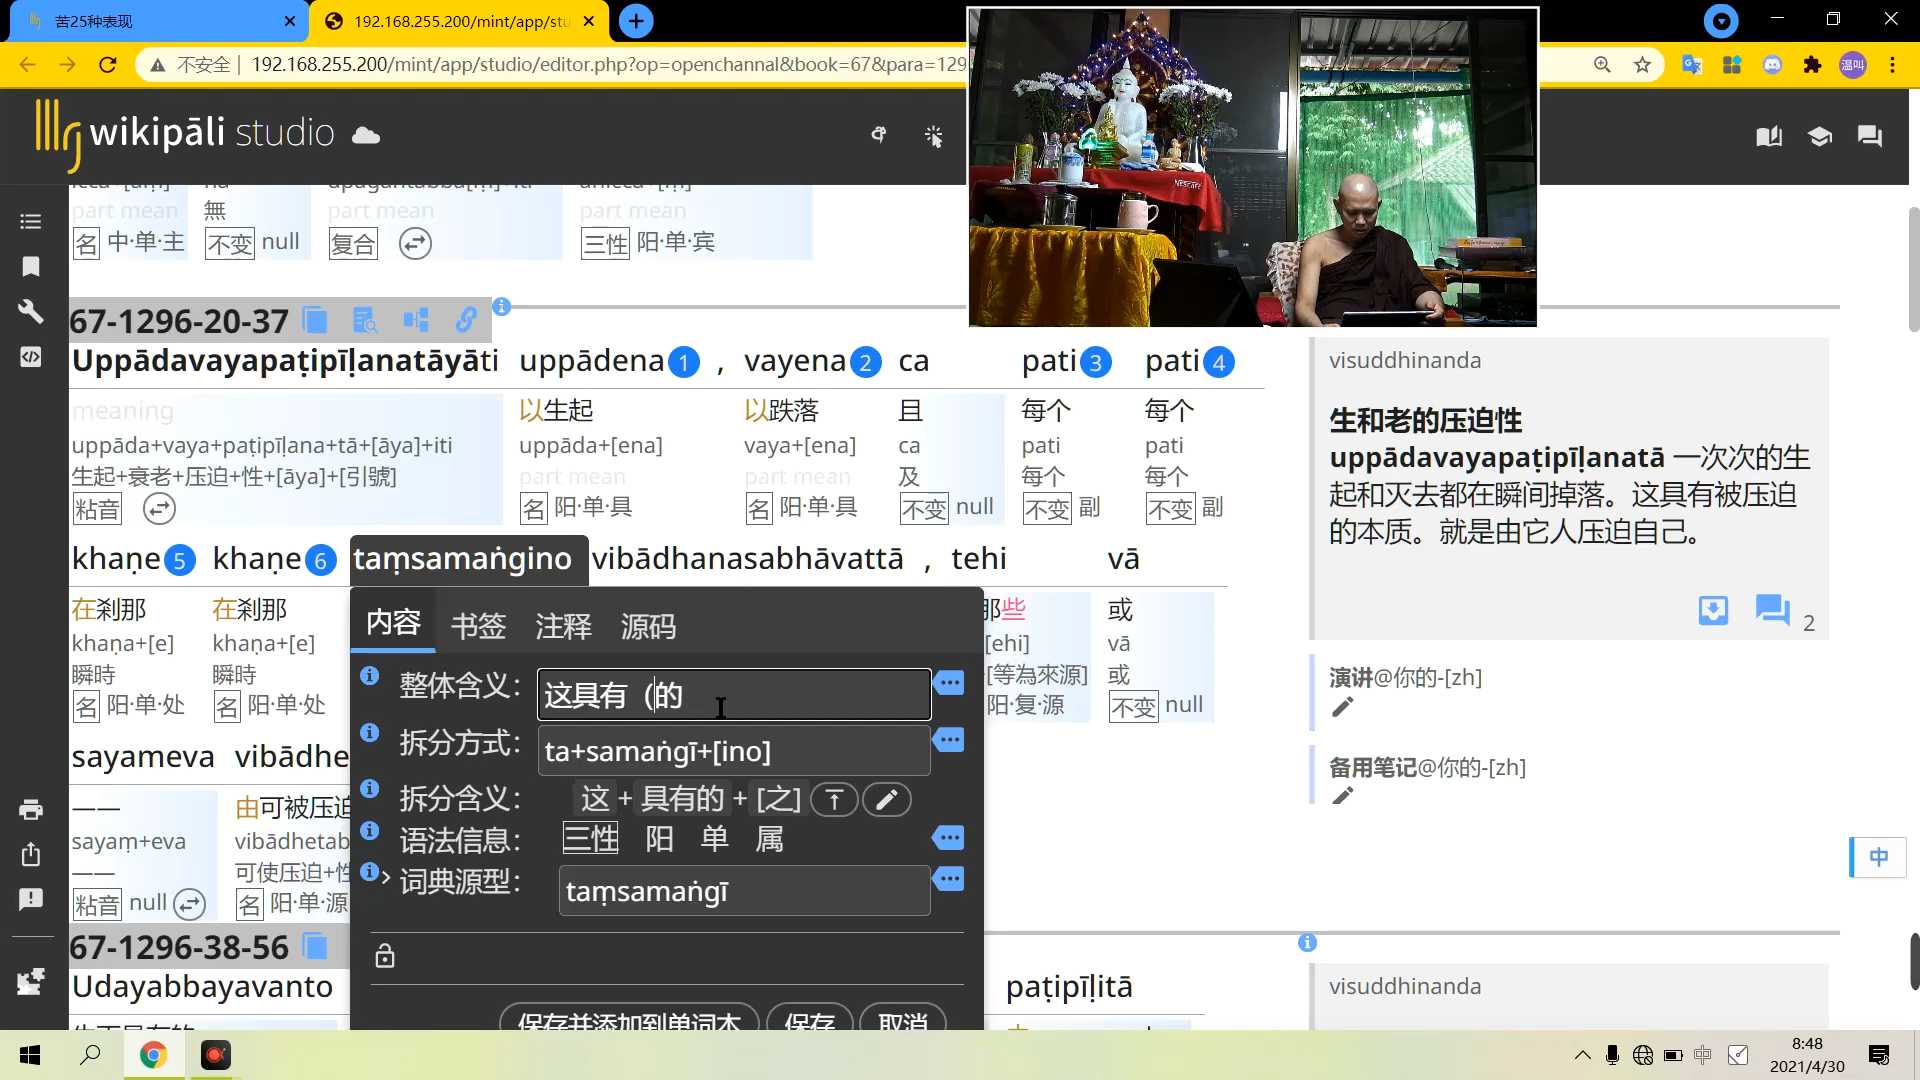 苦25种表现
192.168.255.200/mint/app/stu
不安全 192.168.255.200/mint/app/studio/editor.php?op=openchannal&book=67&para=129
温叫
wikipāli studio
part mean 無 part mean part mean
名 中·单·主 不变 null 复合 三性 阳·单·宾
NESCAFÉ
67-1296-20-37
Uppādavayapaṭipīḷanatāyāti uppādena 1 , vayena 2 ca pati 3 pati 4
meaning 以生起 以跌落 且 每个 每个
uppāda+vaya+paṭipīḷana+tā+[āya]+iti uppāda+[ena] vaya+[ena] ca pati pati
生起+衰老+压迫+性+[āya]+[引號] part mean part mean 及 每个 每个
粘音 名 阳·单·具 名 阳·单·具 不变 null 不变 副 不变 副
khaṇe 5 khaṇe 6 taṃsamaṅgino vibādhanasabhāvattā , tehi vā
在刹那 在刹那 那些 或
khaṇa+[e] khaṇa+[e] [ehi] vā
瞬時 瞬時 [等為來源] 或
名 阳·单·处 名 阳·单·处 阳·复·源 不变 null
内容 书签 注释 源码
整体含义： 这具有（的
拆分方式： ta+samaṅgī+[ino]
拆分含义： 这 + 具有的 + [之]
语法信息： 三性 阳 单 属
词典源型： taṃsamaṅgī
保存并添加到单词本 保存 取消
sayameva vibādhe
—— 由可被压迫
sayaṃ+eva vibādhetab
—— 可使压迫+性
粘音 null 名 阳·单·源
67-1296-38-56
Udayabbayavanto paṭipīḷitā
visuddhinanda
生和老的压迫性
uppādavayapaṭipīḷanatā 一次次的生
起和灭去都在瞬间掉落。这具有被压迫
的本质。就是由它人压迫自己。
2
演讲@你的-[zh]
备用笔记@你的-[zh]
中
visuddhinanda
中
8:48
2021/4/30